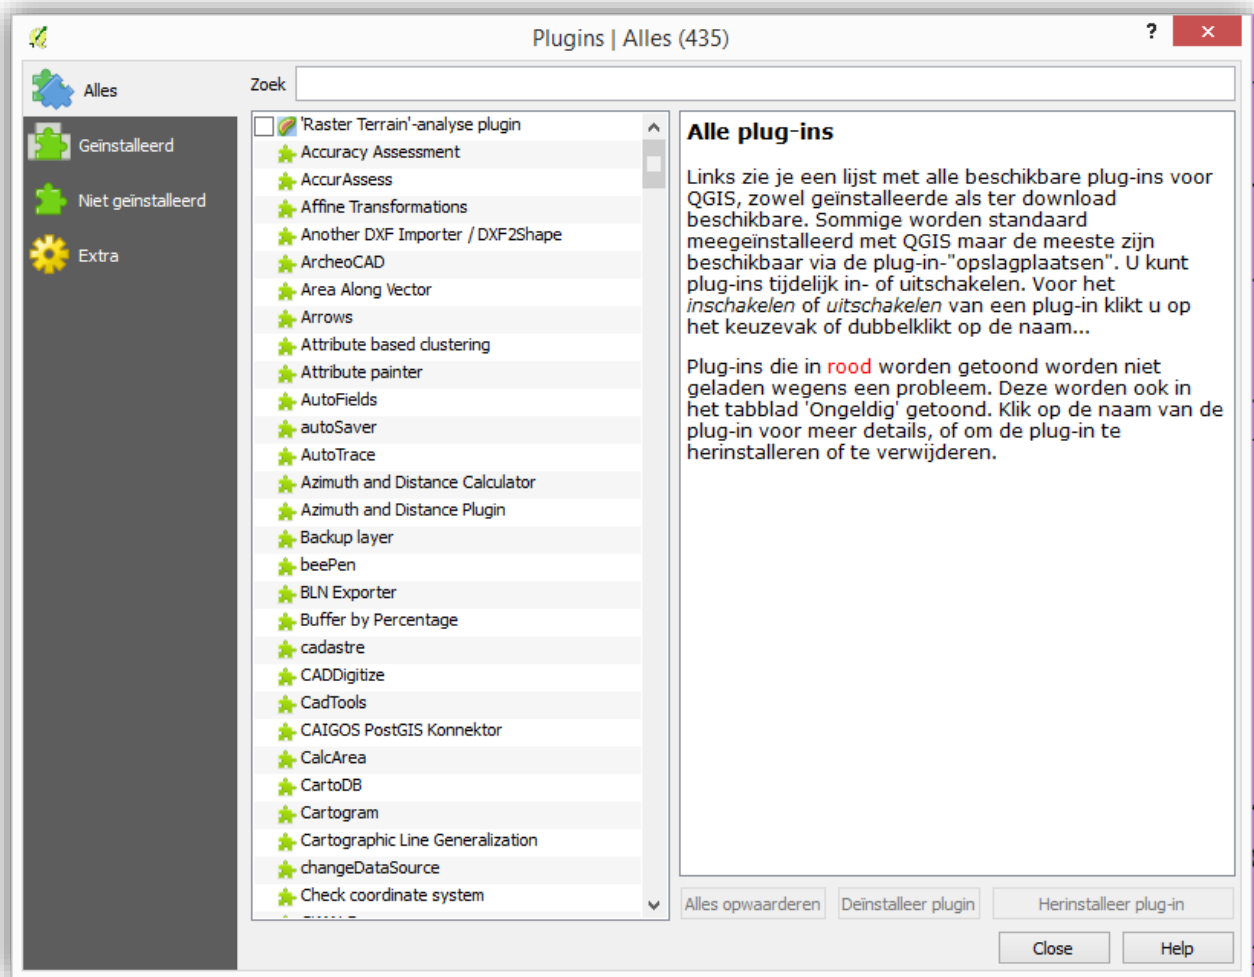 Plugins | Alles (435)
?
x
Alles
Geïnstalleerd
Niet geïnstalleerd
Extra
Zoek
'Raster Terrain'-analyse plugin
Accuracy Assessment
AccurAssess
Affine Transformations
Another DXF Importer / DXF2Shape
ArcheoCAD
Area Along Vector
Arrows
Attribute based clustering
Attribute painter
AutoFields
autoSaver
AutoTrace
Azimuth and Distance Calculator
Azimuth and Distance Plugin
Backup layer
beePen
BLN Exporter
Buffer by Percentage
cadastre
CADDigitize
CadTools
CAIGOS PostGIS Konnektor
CalcArea
CartoDB
Cartogram
Cartographic Line Generalization
changeDataSource
Check coordinate system
Alle plug-ins
Links zie je een lijst met alle beschikbare plug-ins voor
QGIS, zowel geïnstalleerde als ter download
beschikbare. Sommige worden standaard
meegeïnstalleerd met QGIS maar de meeste zijn
beschikbaar via de plug-in-"opslagplaatsen". U kunt
plug-ins tijdelijk in- of uitschakelen. Voor het
inschakelen of uitschakelen van een plug-in klikt u op
het keuzevak of dubbelklikt op de naam...
Plug-ins die in rood worden getoond worden niet
geladen wegens een probleem. Deze worden ook in
het tabblad 'Ongeldig' getoond. Klik op de naam van de
plug-in voor meer details, of om de plug-in te
herinstalleren of te verwijderen.
Alles opwaarderen
Deïnstalleer plugin
Herinstalleer plug-in
Close
Help